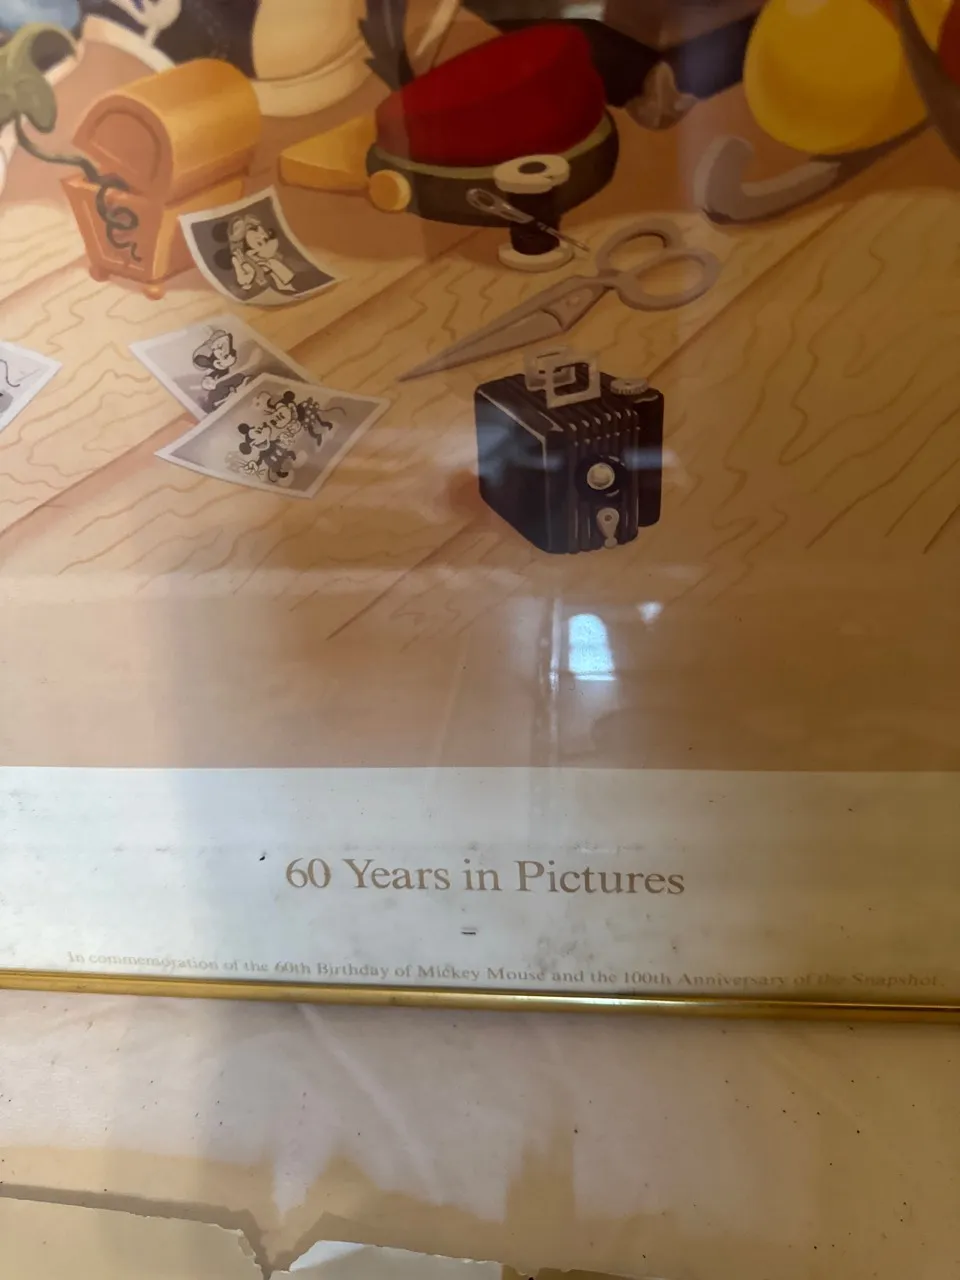 60 Years in Pictures
In commemoration of the 60th Birthday of Mickey Mouse and the 100th Anniversary of the Snapshot.